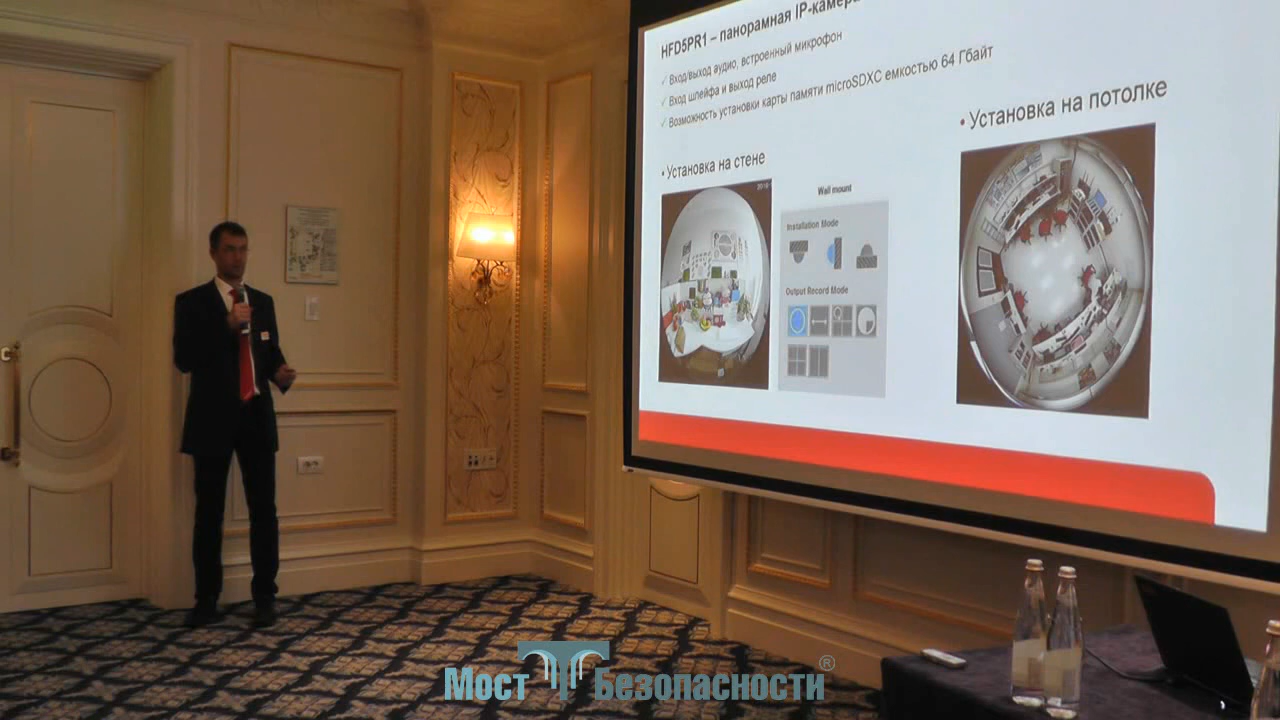 HFD5PR1 – панорамная IP-камера
✓ Вход/выход аудио, встроенный микрофон
✓ Вход шлейфа и выход реле
✓ Возможность установки карты памяти microSDXC емкостью 64 Гбайт
• Установка на стене
• Установка на потолке
Wall mount
Installation Mode
Output Record Mode
Мост Безопасности ®